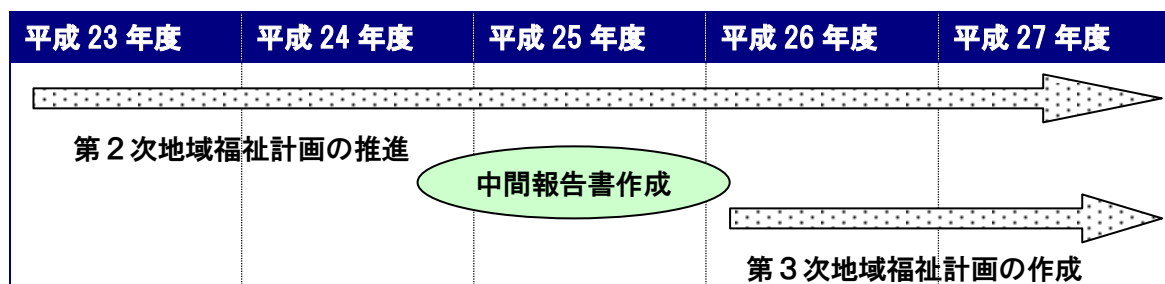 平成 23 年度 平成 24 年度 平成 25 年度 平成 26 年度 平成 27 年度
第２次地域福祉計画の推進
中間報告書作成
第３次地域福祉計画の作成